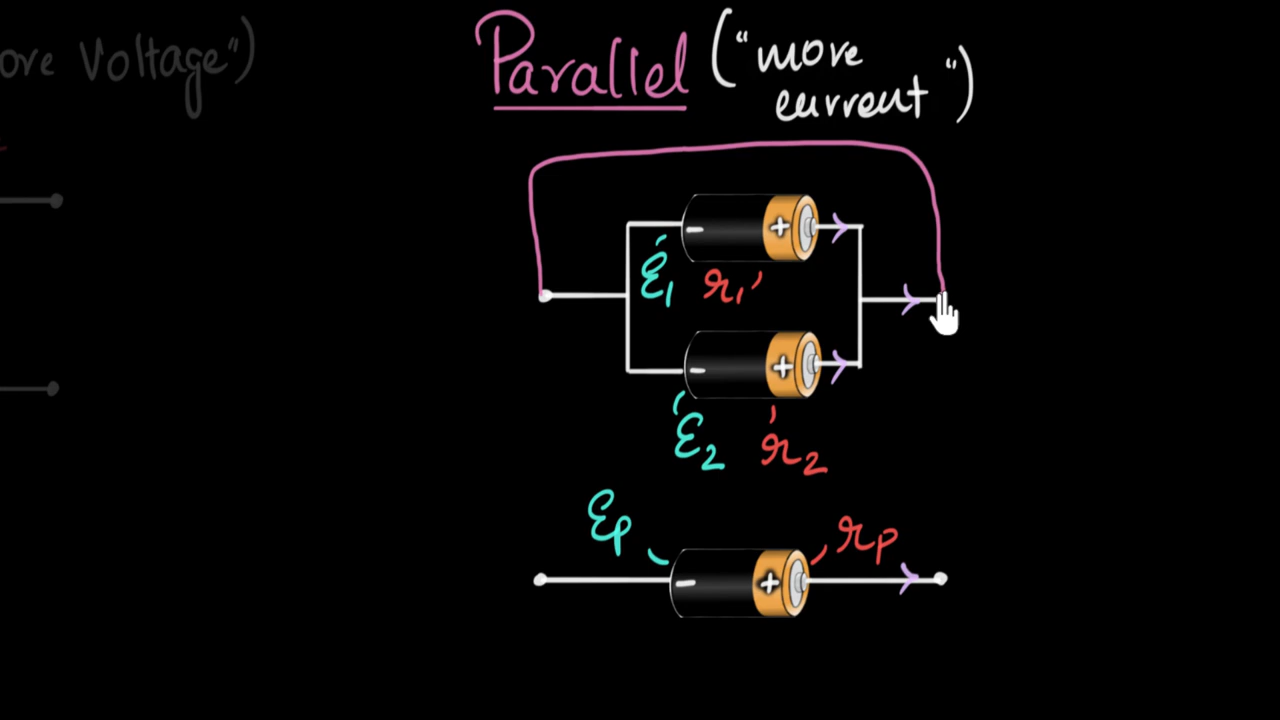 ore Voltage")
Parallel ("more current")
- +
ε1 r1
- +
ε2 r2
εp rp
- +